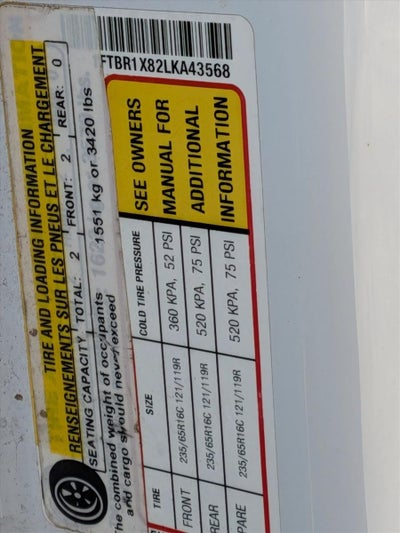 FTBR1X82LKA43568
TIRE AND LOADING INFORMATION
RENSEIGNEMENTS SUR LES PNEUS ET LE CHARGEMENT
SEATING CAPACITY TOTAL: 2 FRONT: 2 REAR: 0
he combined weight of occupants
and cargo should never exceed
1551 kg or 3420 lbs
TIRE SIZE COLD TIRE PRESSURE
FRONT 235/65R16C 121/119R 360 KPA, 52 PSI
REAR 235/65R16C 121/119R 520 KPA, 75 PSI
PARE 235/65R16C 121/119R 520 KPA, 75 PSI
SEE OWNERS
MANUAL FOR
ADDITIONAL
INFORMATION